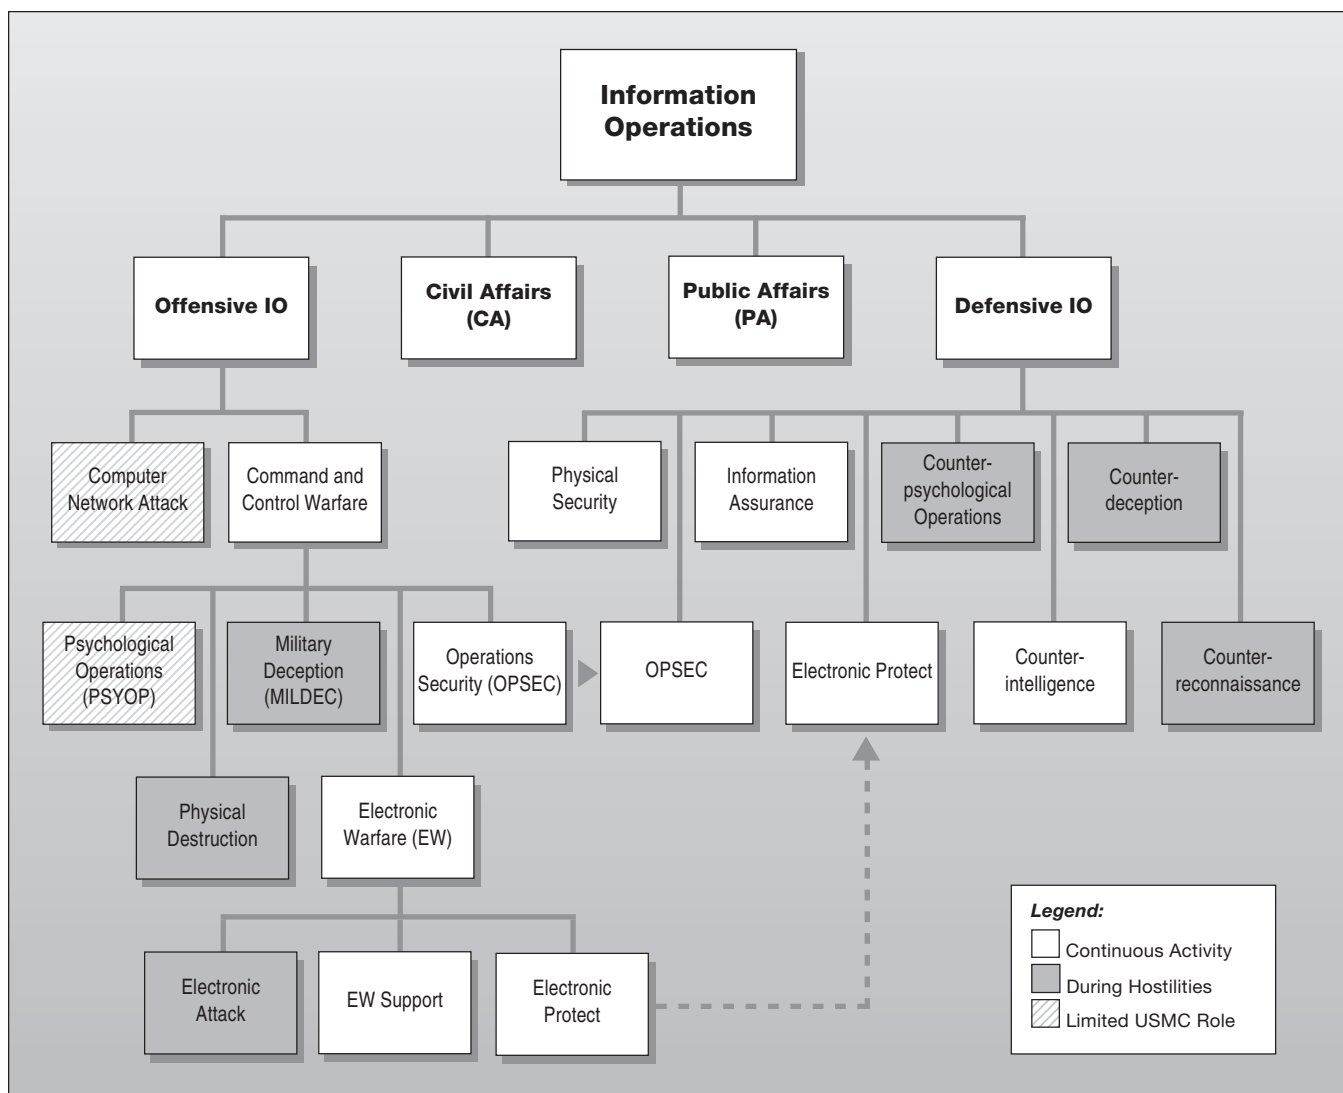 Information
Operations
Offensive IO
Civil Affairs
(CA)
Public Affairs
(PA)
Defensive IO
Computer
Network Attack
Command and
Control Warfare
Physical
Security
Information
Assurance
Counter-
psychological
Operations
Counter-
deception
Psychological
Operations
(PSYOP)
Military
Deception
(MILDEC)
Operations
Security (OPSEC)
OPSEC
Electronic Protect
Counter-
intelligence
Counter-
reconnaissance
Physical
Destruction
Electronic
Warfare (EW)
Electronic
Attack
EW Support
Electronic
Protect
Legend:
Continuous Activity
During Hostilities
Limited USMC Role